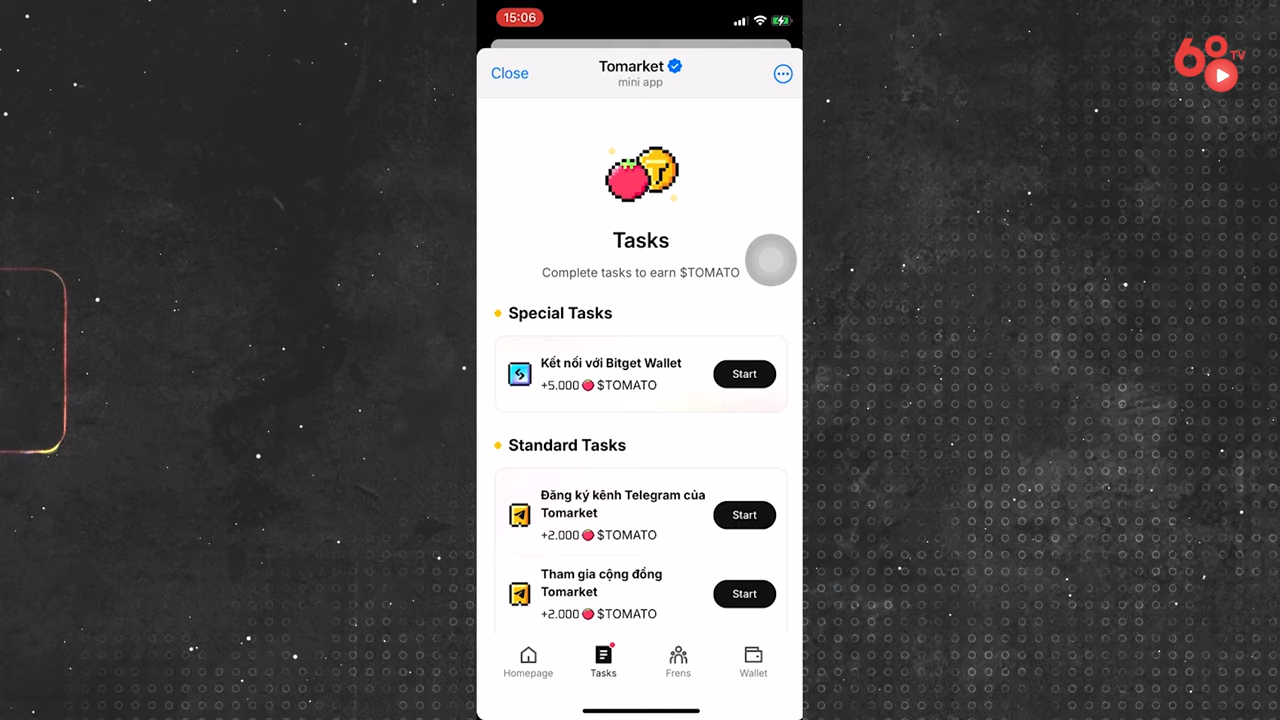 15:06
Close
Tomarket
mini app
60 TV
Tasks
Complete tasks to earn $TOMATO
Special Tasks
Kết nối với Bitget Wallet
+5.000 $TOMATO
Start
Standard Tasks
Đăng ký kênh Telegram của
Tomarket
+2.000 $TOMATO
Start
Tham gia cộng đồng
Tomarket
+2.000 $TOMATO
Start
Homepage
Tasks
Frens
Wallet